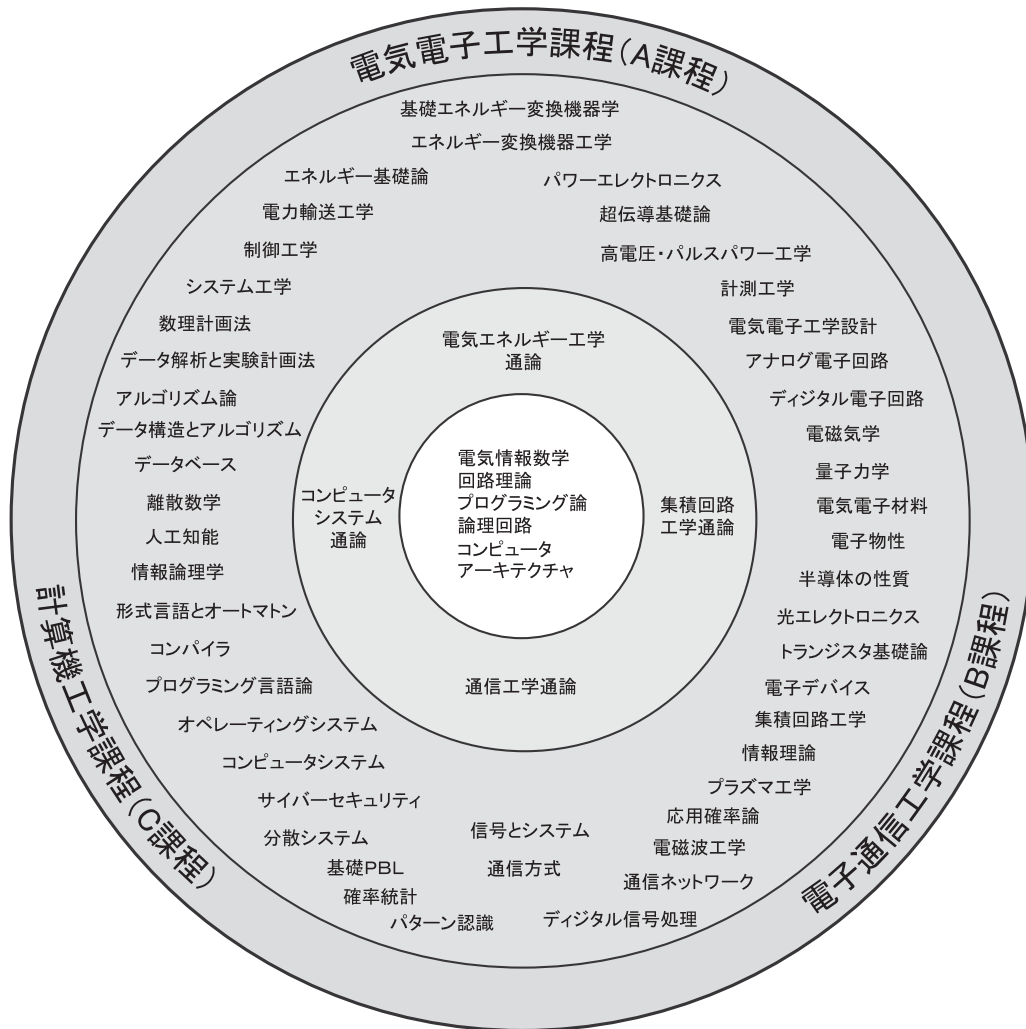 電気電子工学課程(A課程)
基礎エネルギー変換機器学
エネルギー変換機器工学
エネルギー基礎論
パワーエレクトロニクス
電力輸送工学
超伝導基礎論
制御工学
高電圧・パルスパワー工学
システム工学
計測工学
数理計画法
電気電子工学設計
データ解析と実験計画法
アナログ電子回路
アルゴリズム論
ディジタル電子回路
データ構造とアルゴリズム
電磁気学
データベース
量子力学
離散数学
電気電子材料
人工知能
電子物性
情報論理学
半導体の性質
形式言語とオートマトン
光エレクトロニクス
コンパイラ
トランジスタ基礎論
プログラミング言語論
電子デバイス
オペレーティングシステム
集積回路工学
コンピュータシステム
情報理論
サイバーセキュリティ
プラズマ工学
分散システム
信号とシステム
応用確率論
基礎PBL
通信方式
電磁波工学
確率統計
通信ネットワーク
パターン認識
ディジタル信号処理
電気エネルギー工学
通論
コンピュータ
システム
通論
集積回路
工学通論
通信工学通論
電気情報数学
回路理論
プログラミング論
論理回路
コンピュータ
アーキテクチャ
計算機工学課程(C課程)
電子通信工学課程(B課程)